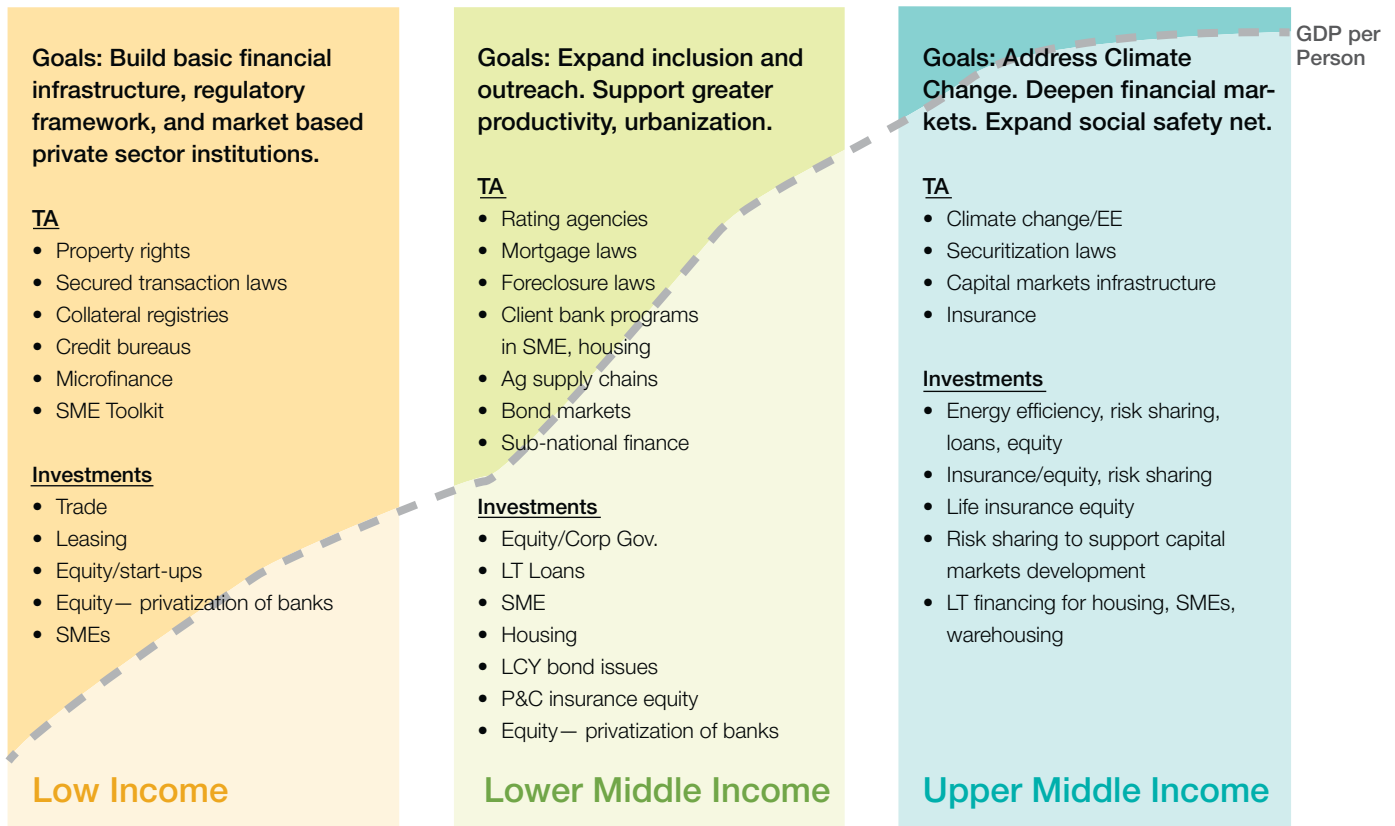 Goals: Build basic financial
infrastructure, regulatory
framework, and market based
private sector institutions.
TA
• Property rights
• Secured transaction laws
• Collateral registries
• Credit bureaus
• Microfinance
• SME Toolkit
Investments
• Trade
• Leasing
• Equity/start-ups
• Equity— privatization of banks
• SMEs
Low Income
Goals: Expand inclusion and
outreach. Support greater
productivity, urbanization.
TA
• Rating agencies
• Mortgage laws
• Foreclosure laws
• Client bank programs
in SME, housing
• Ag supply chains
• Bond markets
• Sub-national finance
Investments
• Equity/Corp Gov.
• LT Loans
• SME
• Housing
• LCY bond issues
• P&C insurance equity
• Equity— privatization of banks
Lower Middle Income
Goals: Address Climate
Change. Deepen financial mar-
kets. Expand social safety net.
TA
• Climate change/EE
• Securitization laws
• Capital markets infrastructure
• Insurance
Investments
• Energy efficiency, risk sharing,
loans, equity
• Insurance/equity, risk sharing
• Life insurance equity
• Risk sharing to support capital
markets development
• LT financing for housing, SMEs,
warehousing
Upper Middle Income
GDP per
Person